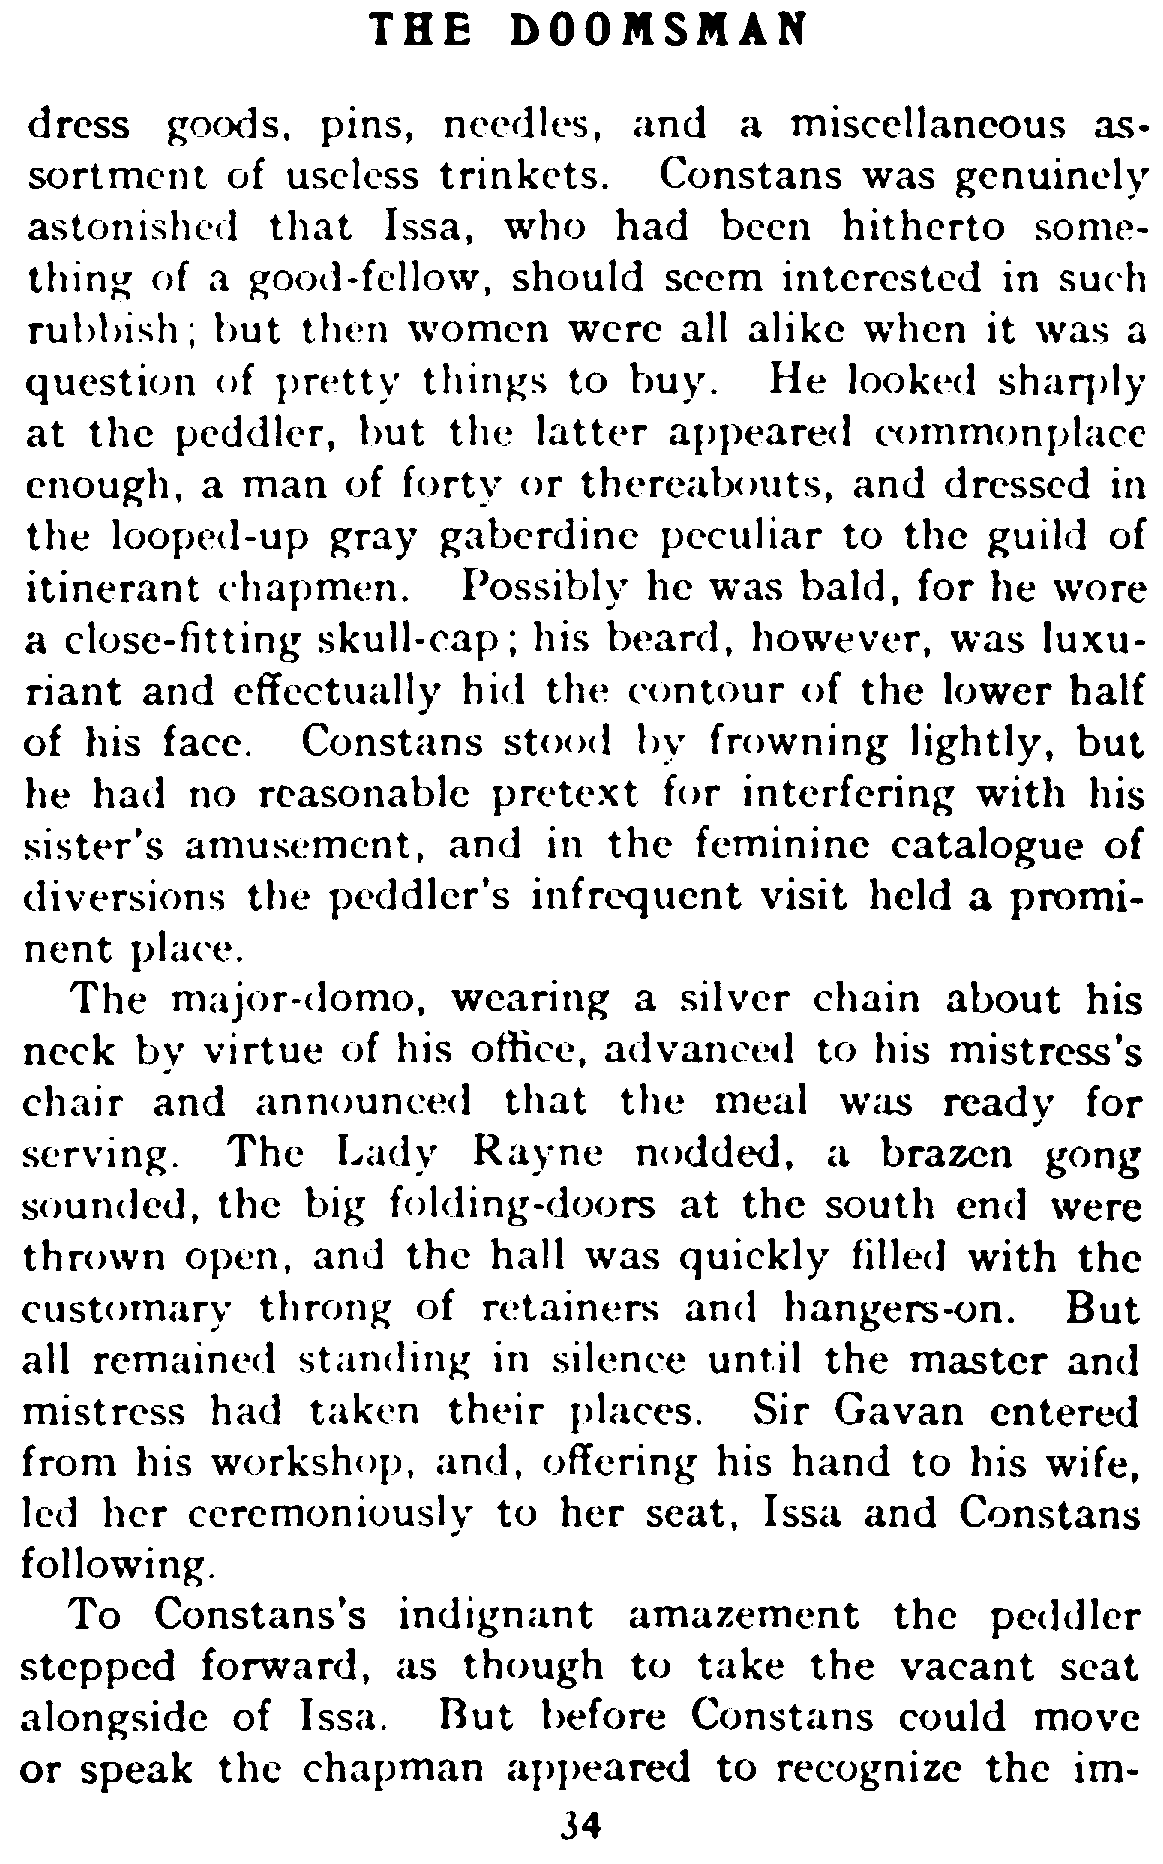 THE DOOMSMAN
dress goods, pins, needles, and a miscellaneous as-
sortment of useless trinkets. Constans was genuinely
astonished that Issa, who had been hitherto some-
thing of a good-fellow, should seem interested in such
rubbish; but then women were all alike when it was a
question of pretty things to buy. He looked sharply
at the peddler, but the latter appeared commonplace
enough, a man of forty or thereabouts, and dressed in
the looped-up gray gaberdine peculiar to the guild of
itinerant chapmen. Possibly he was bald, for he wore
a close-fitting skull-cap; his beard, however, was luxu-
riant and effectually hid the contour of the lower half
of his face. Constans stood by frowning lightly, but
he had no reasonable pretext for interfering with his
sister's amusement, and in the feminine catalogue of
diversions the peddler's infrequent visit held a promi-
nent place.
The major-domo, wearing a silver chain about his
neck by virtue of his office, advanced to his mistress's
chair and announced that the meal was ready for
serving. The Lady Rayne nodded, a brazen gong
sounded, the big folding-doors at the south end were
thrown open, and the hall was quickly filled with the
customary throng of retainers and hangers-on. But
all remained standing in silence until the master and
mistress had taken their places. Sir Gavan entered
from his workshop, and, offering his hand to his wife,
led her ceremoniously to her seat, Issa and Constans
following.
To Constans's indignant amazement the peddler
stepped forward, as though to take the vacant seat
alongside of Issa. But before Constans could move
or speak the chapman appeared to recognize the im-
34